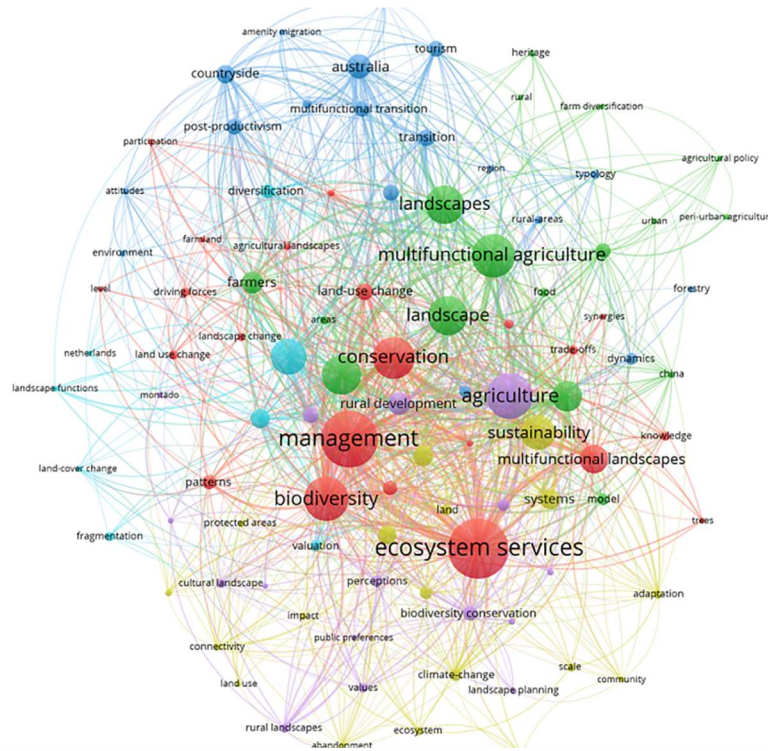 amenity migration
tourism
heritage
countryside
australia
rural
farm diversification
multifunctional transition
post-productivism
transition
participation
agricultural policy
region
typology
attitudes
diversification
landscapes
rural-areas
urban
peri-urban agricultur
farmland
agricultural landscapes
environment
multifunctional agriculture
farmers
level
driving forces
land-use change
food
forestry
areas
landscape
synergies
landscape change
netherlands
land use change
conservation
trade-offs
dynamics
china
landscape functions
montado
rural development
agriculture
management
sustainability
knowledge
multifunctional landscapes
land-cover change
patterns
biodiversity
systems
model
land
protected areas
trees
fragmentation
valuation
ecosystem services
cultural landscape
perceptions
adaptation
impact
biodiversity conservation
public preferences
connectivity
scale
climate-change
community
land use
values
landscape planning
rural landscapes
ecosystem
abandonment